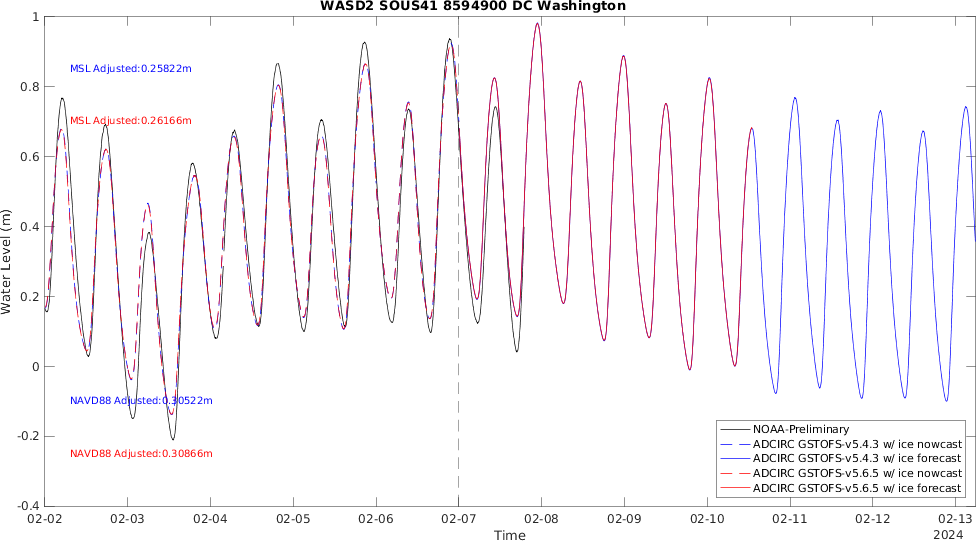 WASD2 SOUS41 8594900 DC Washington
1
0.8
0.6
0.4
0.2
0
-0.2
-0.4
Water Level (m)
MSL Adjusted:0.25822m
MSL Adjusted:0.26166m
NAVD88 Adjusted:0.30522m
NAVD88 Adjusted:0.30866m
NOAA-Preliminary
ADCIRC GSTOFS-v5.4.3 w/ ice nowcast
ADCIRC GSTOFS-v5.4.3 w/ ice forecast
ADCIRC GSTOFS-v5.6.5 w/ ice nowcast
ADCIRC GSTOFS-v5.6.5 w/ ice forecast
02-02 02-03 02-04 02-05 02-06 02-07 02-08 02-09 02-10 02-11 02-12 02-13
Time
2024